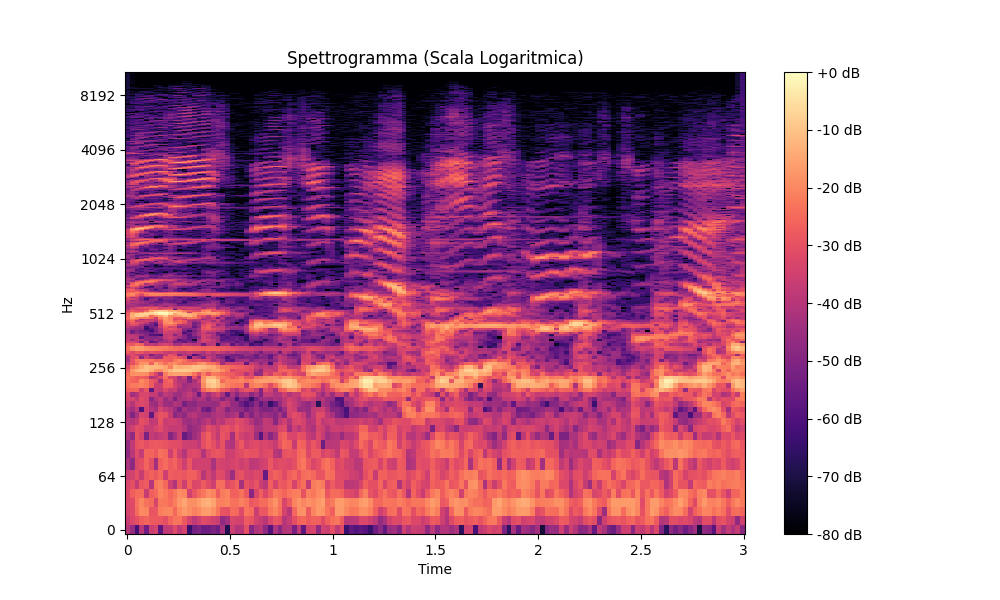 Spettrogramma (Scala Logaritmica)
8192
4096
2048
1024
512
256
128
64
0
Hz
0
0.5
1
1.5
2
2.5
3
Time
+0 dB
-10 dB
-20 dB
-30 dB
-40 dB
-50 dB
-60 dB
-70 dB
-80 dB